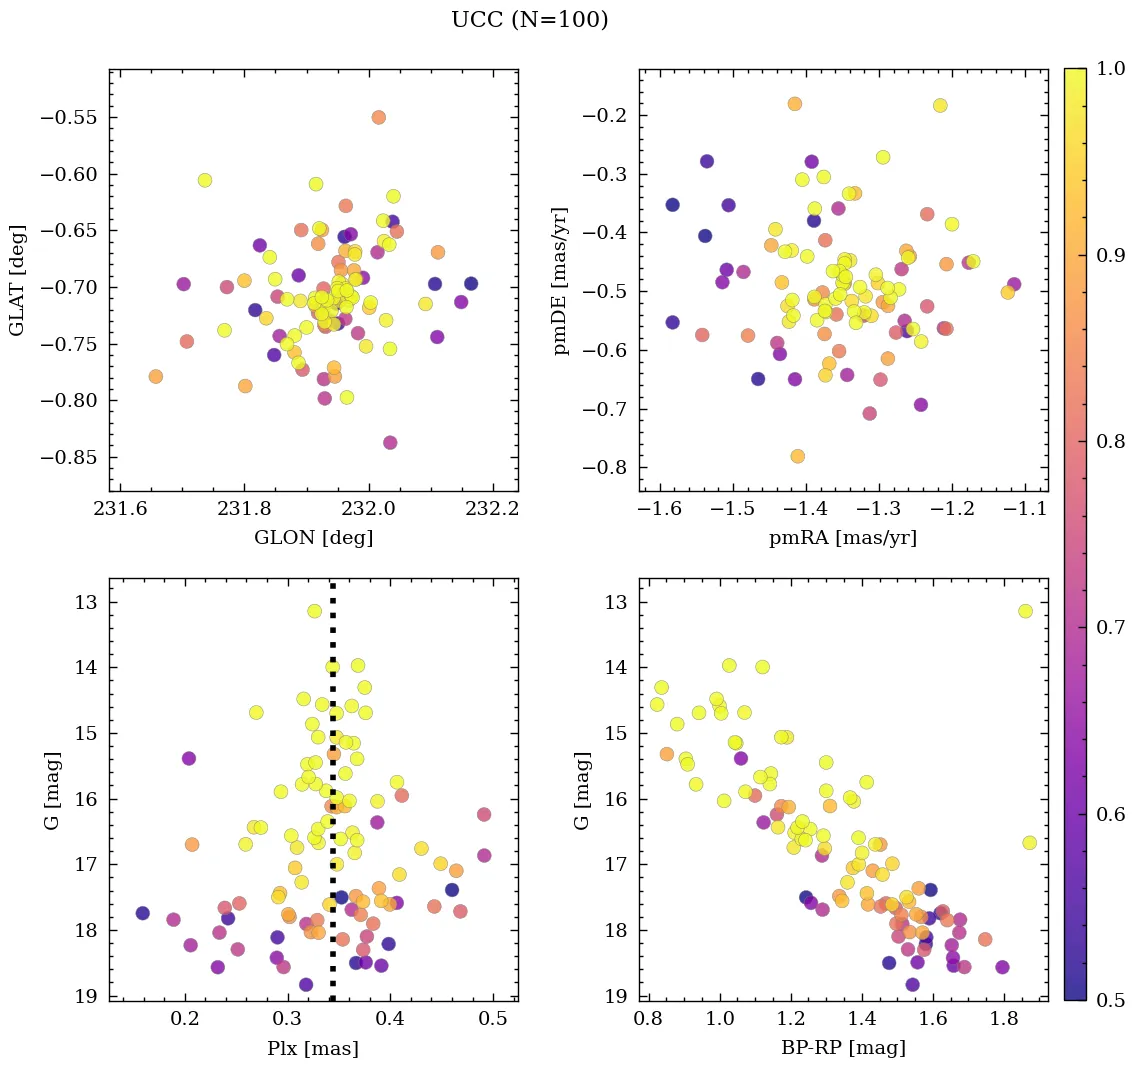 UCC (N=100)
−0.55
−0.60
−0.65
−0.70
−0.75
−0.80
−0.85
GLAT [deg]
231.6 231.8 232.0 232.2
GLON [deg]
−0.2
−0.3
−0.4
−0.5
−0.6
−0.7
−0.8
pmDE [mas/yr]
−1.6 −1.5 −1.4 −1.3 −1.2 −1.1
pmRA [mas/yr]
13
14
15
16
17
18
19
G [mag]
0.2 0.3 0.4 0.5
Plx [mas]
13
14
15
16
17
18
19
G [mag]
0.8 1.0 1.2 1.4 1.6 1.8
BP-RP [mag]
1.0
0.9
0.8
0.7
0.6
0.5